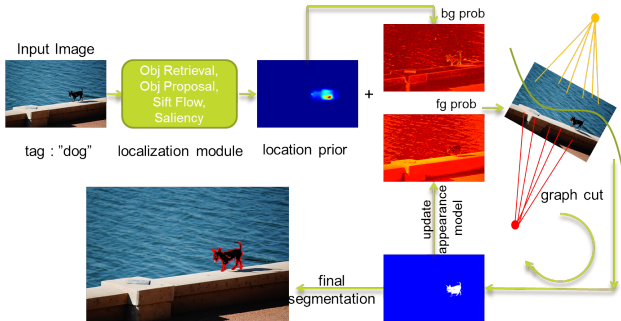 Input Image
Obj Retrieval,
Obj Proposal,
Sift Flow,
Saliency
tag : "dog"
localization module
location prior
+
bg prob
fg prob
graph cut
update
appearance
model
final
segmentation